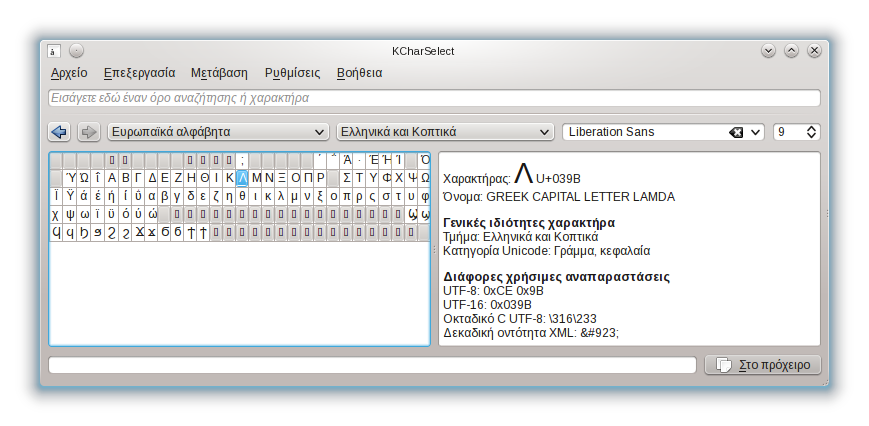 KCharSelect
Αρχείο Επεξεργασία Μετάβαση Ρυθμίσεις Βοήθεια
Εισάγετε εδώ έναν όρο αναζήτησης ή χαρακτήρα
Ευρωπαϊκά αλφάβητα Ελληνικά και Κοπτικά Liberation Sans 9
; ΄ ΅ Ά · Έ Ή Ί Ό
Ύ Ώ ΐ Α Β Γ Δ Ε Ζ Η Θ Ι Κ Λ Μ Ν Ξ Ο Π Ρ Σ Τ Υ Φ Χ Ψ Ω
Ϊ Ϋ ά έ ή ί ΰ α β γ δ ε ζ η θ ι κ λ μ ν ξ ο π ρ ς σ τ υ φ
χ ψ ω ϊ ϋ ό ύ ώ Ϣ ϣ
Ϥ ϥ Ϧ ϧ Ϩ ϩ Ϫ ϫ Ϭ ϭ Ϯ ϯ
Χαρακτήρας: Λ U+039B
Όνομα: GREEK CAPITAL LETTER LAMDA
Γενικές ιδιότητες χαρακτήρα
Τμήμα: Ελληνικά και Κοπτικά
Κατηγορία Unicode: Γράμμα, κεφαλαία
Διάφορες χρήσιμες αναπαραστάσεις
UTF-8: 0xCE 0x9B
UTF-16: 0x039B
Οκταδικό C UTF-8: \316\233
Δεκαδική οντότητα XML: &#923;
Στο πρόχειρο